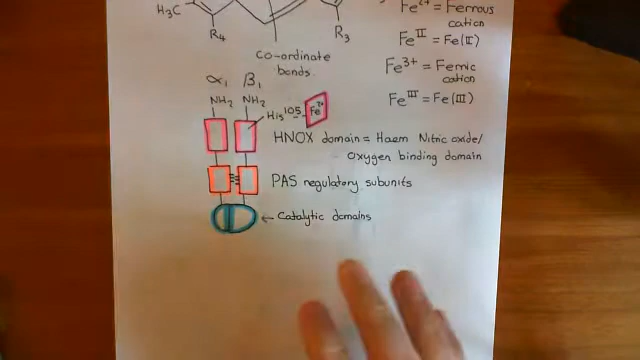 H₃C
R₄
R₃
Fe²⁺ = Ferrous
cation
Feᴵᴵ = Fe(II)
Fe³⁺ = Ferric
cation
Feᴵᴵᴵ = Fe(III)
Co-ordinate
bonds.
α₁ β₁
NH₂ NH₂
His¹⁰⁵ Fe²⁺
HNOX domain = Haem Nitric oxide/
Oxygen binding domain
PAS regulatory subunits
← Catalytic domains